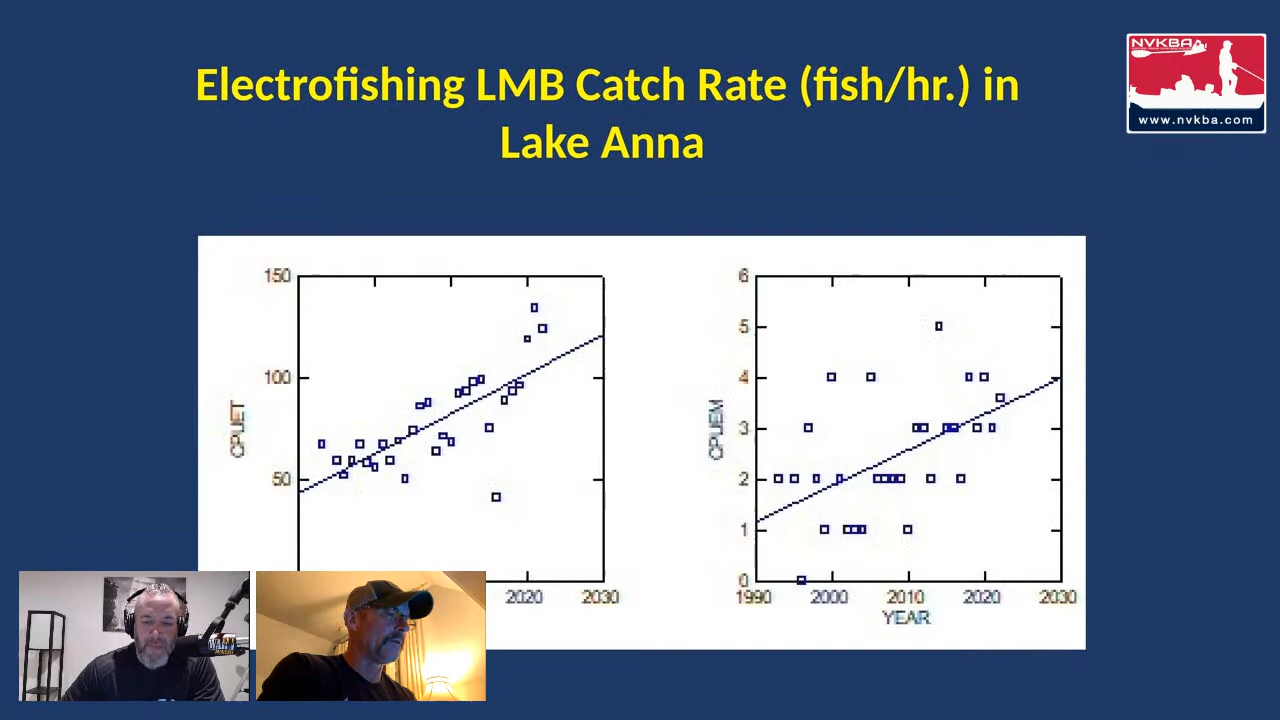 Electrofishing LMB Catch Rate (fish/hr.) in
Lake Anna
NVKBA
www.nvkba.com
150
100
50
CPUET
2020
2030
6
5
4
3
2
1
0
CPUEM
1990
2000
2010
2020
2030
YEAR